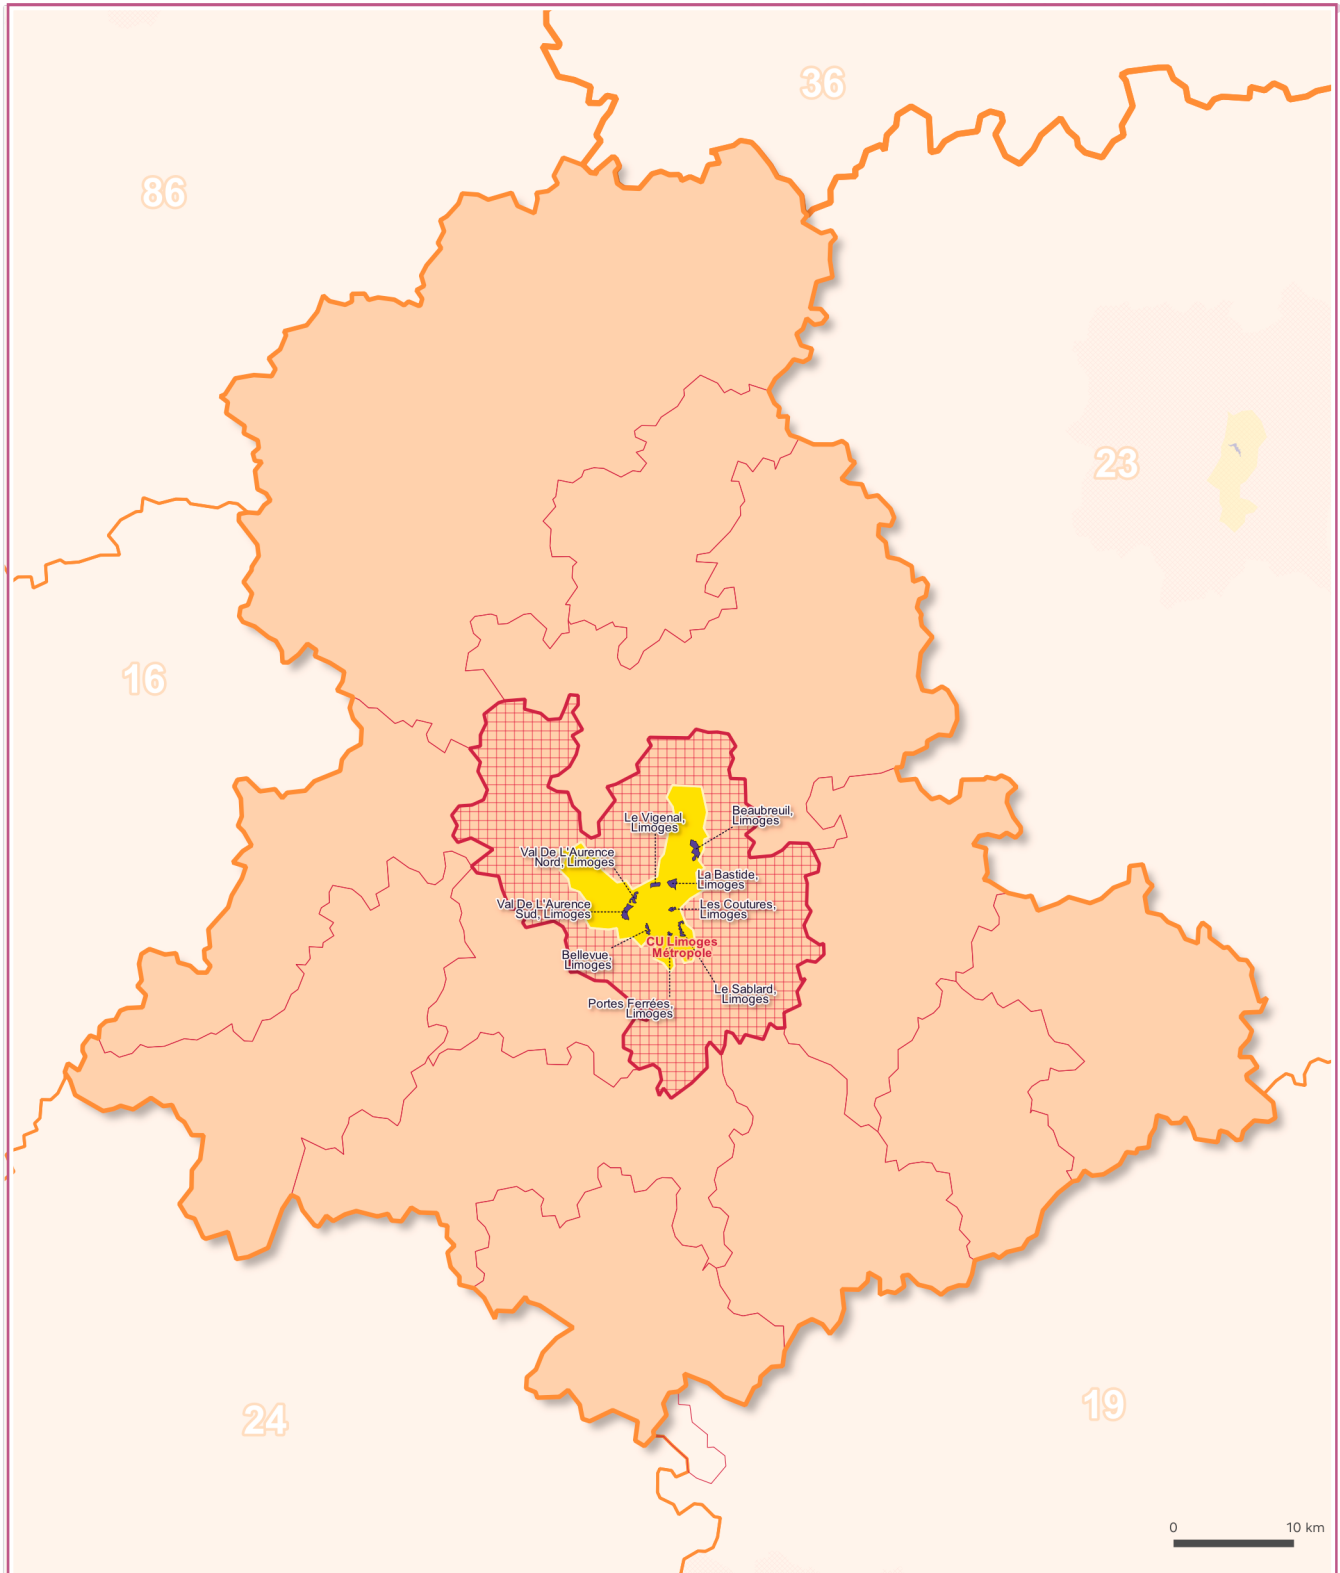 36
86
23
16
Le Vigenal,
Limoges
Beaubreuil,
Limoges
Val De L'Aurence
Nord, Limoges
La Bastide,
Limoges
Val De L'Aurence
Sud, Limoges
Les Coutures,
Limoges
CU Limoges
Métropole
Bellevue,
Limoges
Le Sablard,
Limoges
Portes Ferrées,
Limoges
24
19
0 10 km